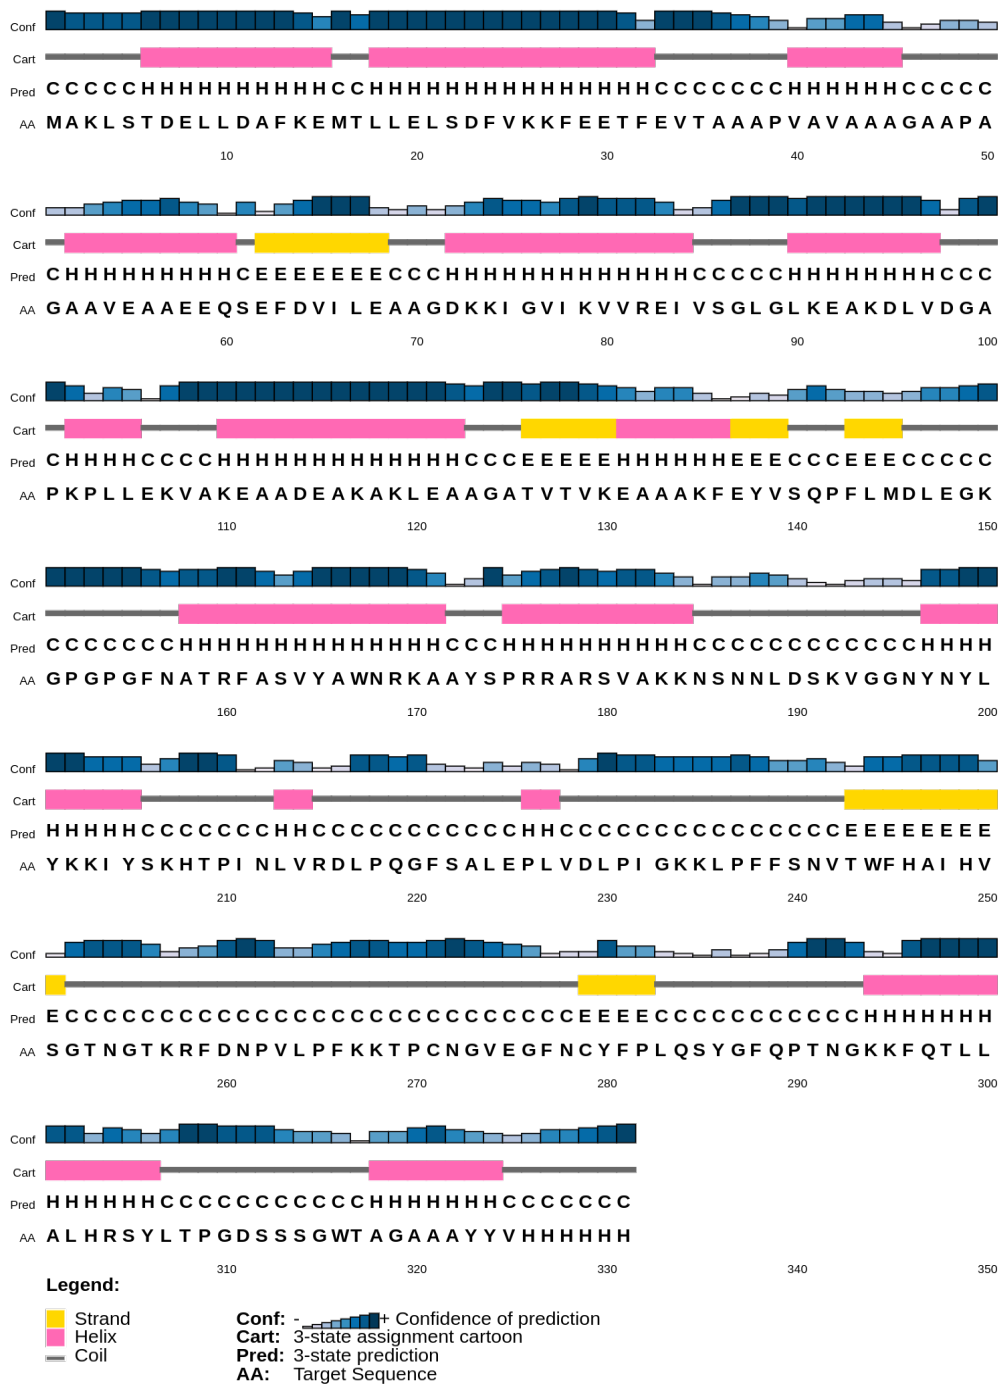 Conf
Cart
Pred C C C C C H H H H H H H H H H C C H H H H H H H H H H H H H H H C C C C C C C H H H H H H C C C C C
AA M A K L S T D E L L D A F K E M T L L E L S D F V K K F E E T F E V T A A A P V A V A A A G A A P A
10 20 30 40 50
Conf
Cart
Pred C H H H H H H H H H C E E E E E E E C C C H H H H H H H H H H H H H C C C C C H H H H H H H H C C C
AA G A A V E A A E E Q S E F D V I L E A A G D K K I G V I K V V R E I V S G L G L K E A K D L V D G A
60 70 80 90 100
Conf
Cart
Pred C H H H H C C C C H H H H H H H H H H H H H C C C E E E E E H H H H H H E E E C C C E E E C C C C C
AA P K P L L E K V A K E A A D E A K A K L E A A G A T V T V K E A A A K F E Y V S Q P F L M D L E G K
110 120 130 140 150
Conf
Cart
Pred C C C C C C C H H H H H H H H H H H H H H C C C H H H H H H H H H H C C C C C C C C C C C C H H H H
AA G P G P G F N A T R F A S V Y A W N R K A A Y S P R R A R S V A K K N S N N L D S K V G G N Y N Y L
160 170 180 190 200
Conf
Cart
Pred H H H H H C C C C C C C H H C C C C C C C C C C C H H C C C C C C C C C C C C C C C E E E E E E E E
AA Y K K I Y S K H T P I N L V R D L P Q G F S A L E P L V D L P I G K K L P F F S N V T W F H A I H V
210 220 230 240 250
Conf
Cart
Pred E C C C C C C C C C C C C C C C C C C C C C C C C C C C E E E E C C C C C C C C C C C H H H H H H H
AA S G T N G T K R F D N P V L P F K K T P C N G V E G F N C Y F P L Q S Y G F Q P T N G K K F Q T L L
260 270 280 290 300
Conf
Cart
Pred H H H H H H C C C C C C C C C C C H H H H H H H C C C C C C C
AA A L H R S Y L T P G D S S S G W T A G A A A Y Y V H H H H H H
310 320 330 340 350
Legend:
Strand
Helix
Coil
Conf: - + Confidence of prediction
Cart: 3-state assignment cartoon
Pred: 3-state prediction
AA: Target Sequence